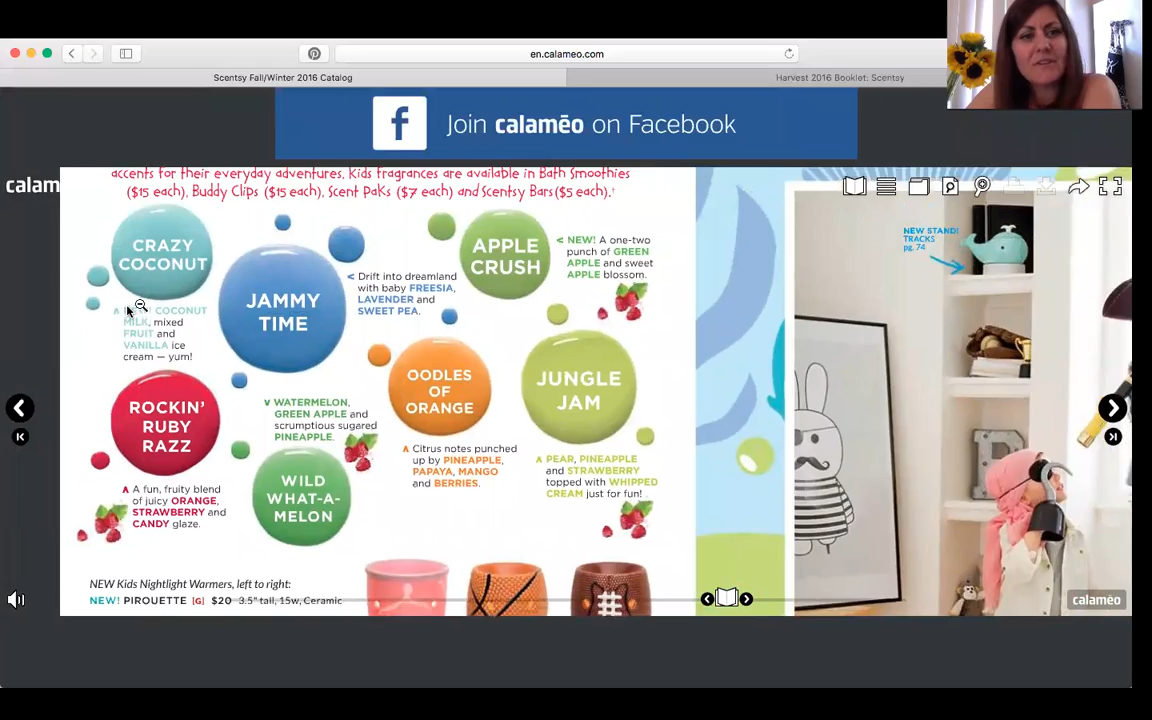 en.calameo.com
Scentsy Fall/Winter 2016 Catalog
Harvest 2016 Booklet: Scentsy
f Join calamēo on Facebook
calam
accents for their everyday adventures. Kids fragrances are available in Bath Smoothies
($15 each), Buddy Clips ($15 each), Scent Paks ($7 each) and Scentsy Bars ($5 each).†
CRAZY
COCONUT
COCONUT
MILK, mixed
FRUIT and
VANILLA ice
cream — yum!
JAMMY
TIME
< Drift into dreamland
with baby FREESIA,
LAVENDER and
SWEET PEA.
APPLE
CRUSH
< NEW! A one-two
punch of GREEN
APPLE and sweet
APPLE blossom.
ROCKIN'
RUBY
RAZZ
∧ A fun, fruity blend
of juicy ORANGE,
STRAWBERRY and
CANDY glaze.
∨ WATERMELON,
GREEN APPLE and
scrumptious sugared
PINEAPPLE.
WILD
WHAT-A-
MELON
OODLES
OF
ORANGE
∧ Citrus notes punched
up by PINEAPPLE,
PAPAYA, MANGO
and BERRIES.
JUNGLE
JAM
∧ PEAR, PINEAPPLE
and STRAWBERRY
topped with WHIPPED
CREAM just for fun!
NEW Kids Nightlight Warmers, left to right:
NEW! PIROUETTE [G] $20 3.5" tall, 15w, Ceramic
NEW STAND!
TRACKS
pg. 74
calamēo